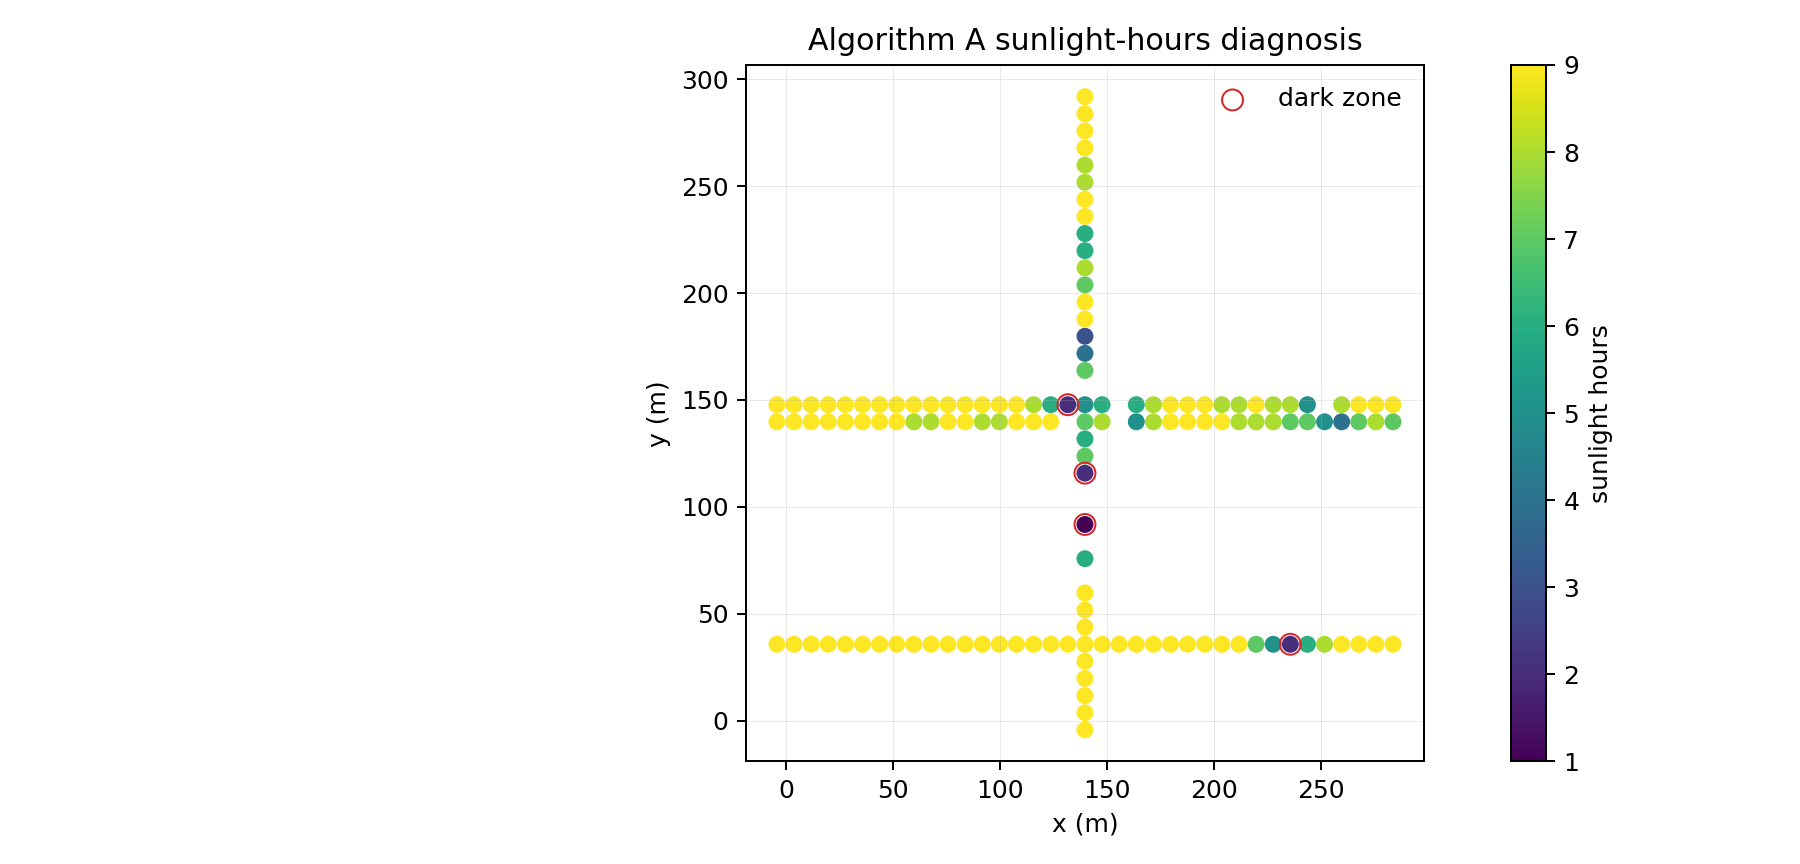 Algorithm A sunlight-hours diagnosis
dark zone
300
250
200
150
100
50
0
y (m)
0 50 100 150 200 250
x (m)
9
8
7
6
5
4
3
2
1
sunlight hours